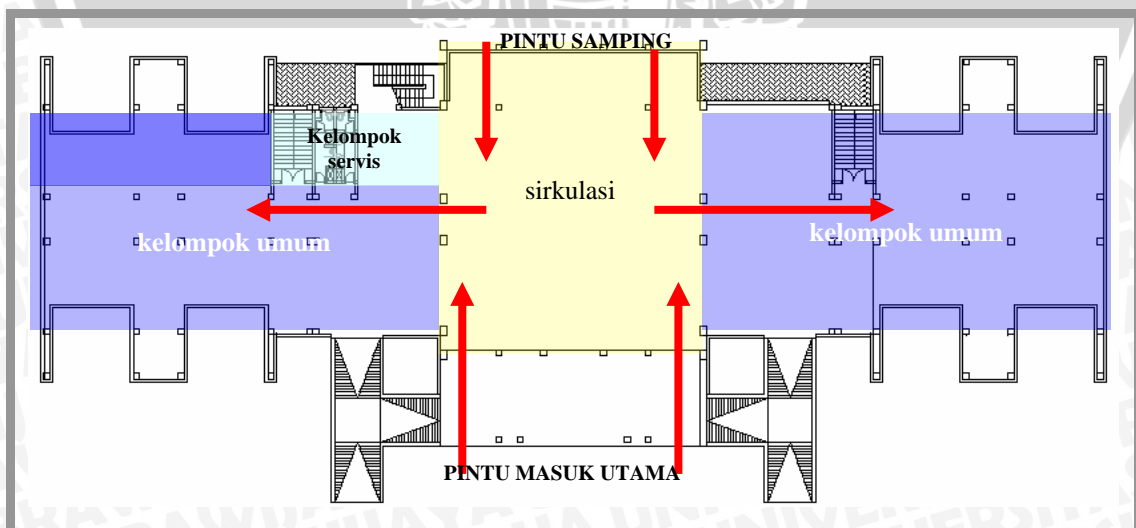 PINTU SAMPING
Kelompok
servis
sirkulasi
kelompok umum
kelompok umum
PINTU MASUK UTAMA